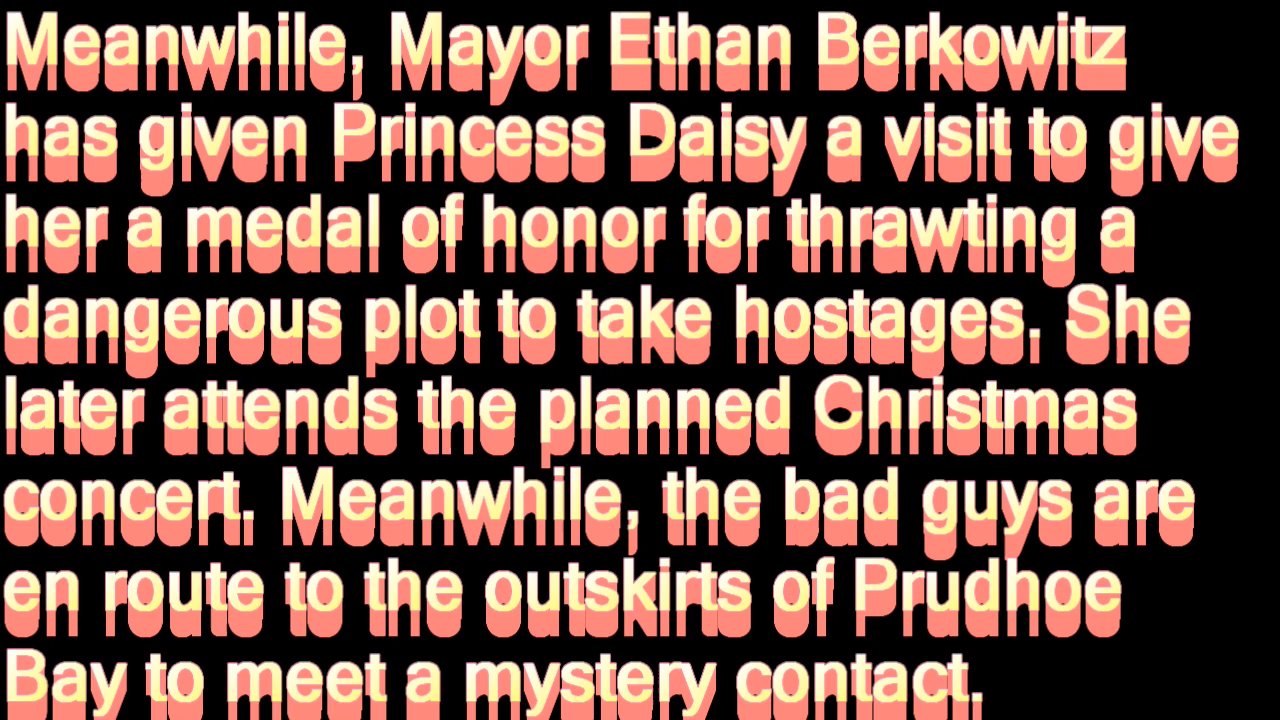 Meanwhile, Mayor Ethan Berkowitz
has given Princess Daisy a visit to give
her a medal of honor for thrawting a
dangerous plot to take hostages. She
later attends the planned Christmas
concert. Meanwhile, the bad guys are
en route to the outskirts of Prudhoe
Bay to meet a mystery contact.